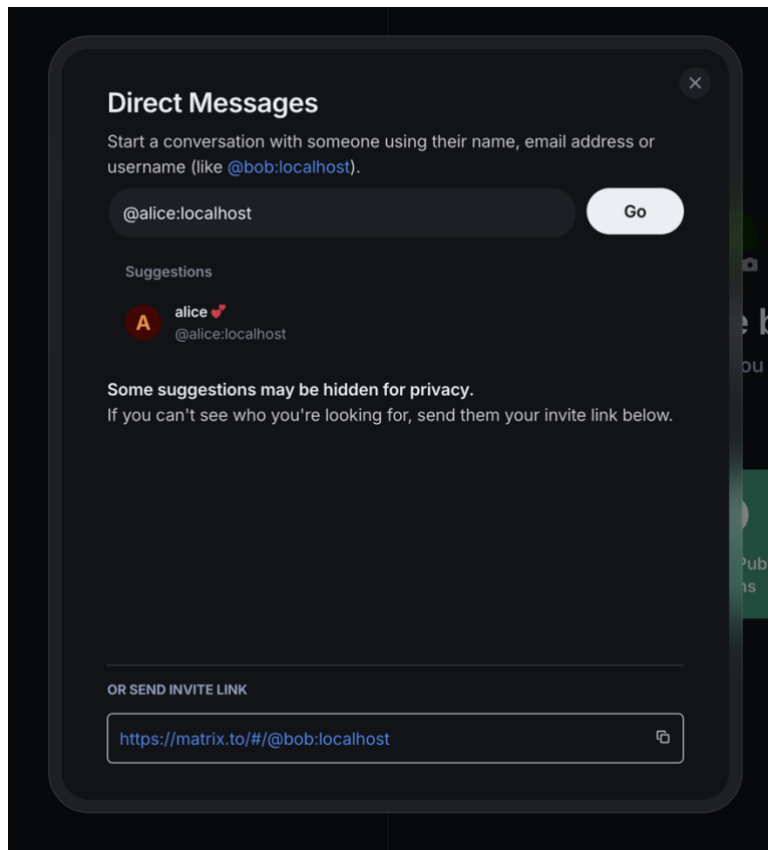 Direct Messages
Start a conversation with someone using their name, email address or
username (like @bob:localhost).
@alice:localhost
Go
Suggestions
A
alice 💕
@alice:localhost
Some suggestions may be hidden for privacy.
If you can't see who you're looking for, send them your invite link below.
OR SEND INVITE LINK
https://matrix.to/#/@bob:localhost